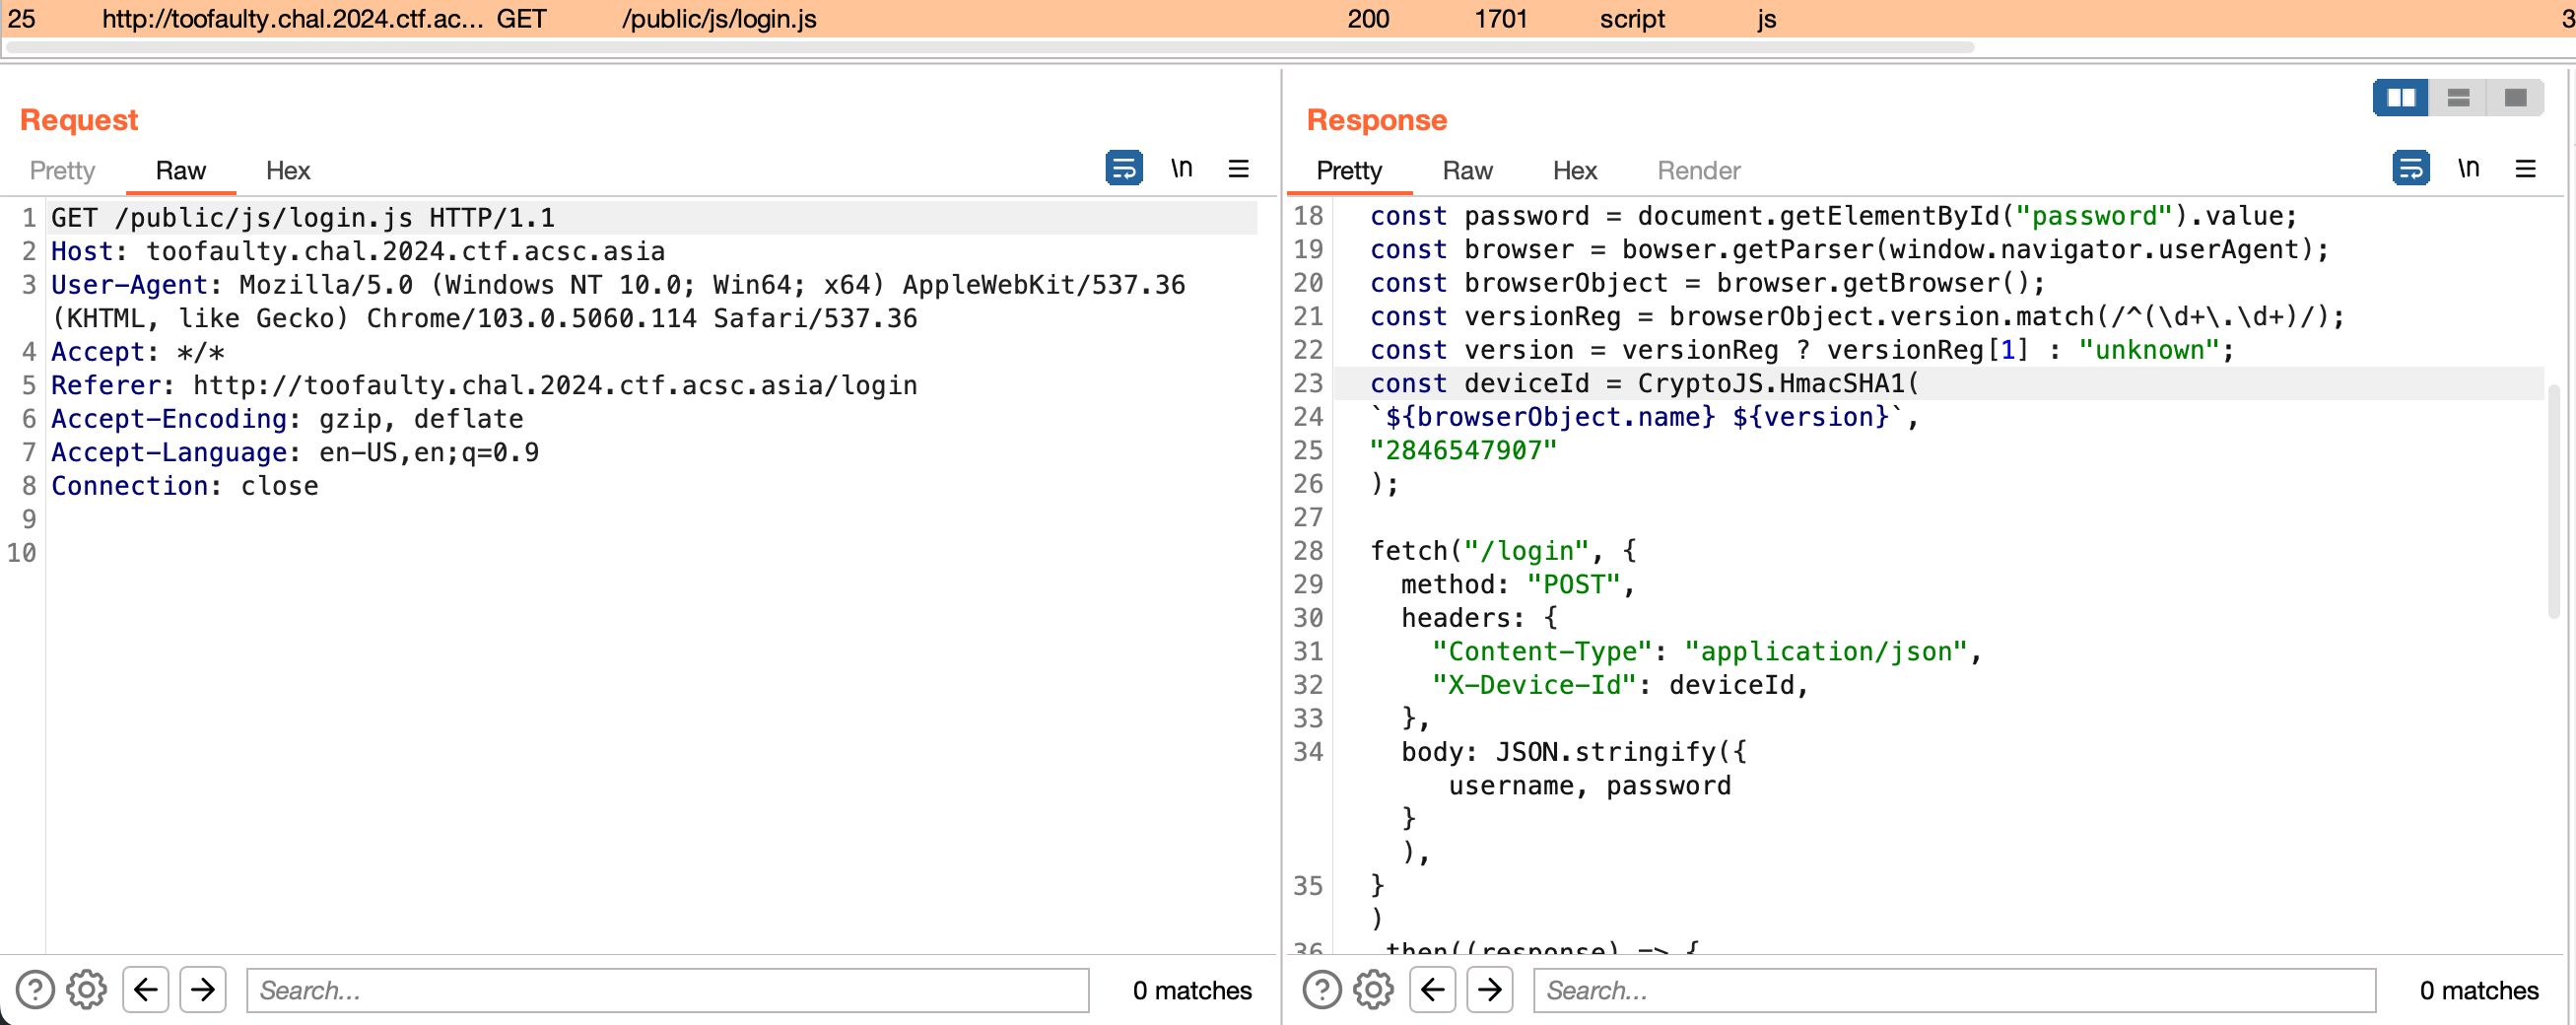 25 http://toofaulty.chal.2024.ctf.ac... GET /public/js/login.js 200 1701 script js 3
Request
Pretty Raw Hex \n
1 GET /public/js/login.js HTTP/1.1
2 Host: toofaulty.chal.2024.ctf.acsc.asia
3 User-Agent: Mozilla/5.0 (Windows NT 10.0; Win64; x64) AppleWebKit/537.36
(KHTML, like Gecko) Chrome/103.0.5060.114 Safari/537.36
4 Accept: */*
5 Referer: http://toofaulty.chal.2024.ctf.acsc.asia/login
6 Accept-Encoding: gzip, deflate
7 Accept-Language: en-US,en;q=0.9
8 Connection: close
9
10
? Search... 0 matches
Response
Pretty Raw Hex Render \n
18 const password = document.getElementById("password").value;
19 const browser = bowser.getParser(window.navigator.userAgent);
20 const browserObject = browser.getBrowser();
21 const versionReg = browserObject.version.match(/^(\d+\.\d+)/);
22 const version = versionReg ? versionReg[1] : "unknown";
23 const deviceId = CryptoJS.HmacSHA1(
24 `${browserObject.name} ${version}`,
25 "2846547907"
26 );
27
28 fetch("/login", {
29 method: "POST",
30 headers: {
31 "Content-Type": "application/json",
32 "X-Device-Id": deviceId,
33 },
34 body: JSON.stringify({
username, password
}
),
35 }
)
36 .then((response) => {
? Search... 0 matches